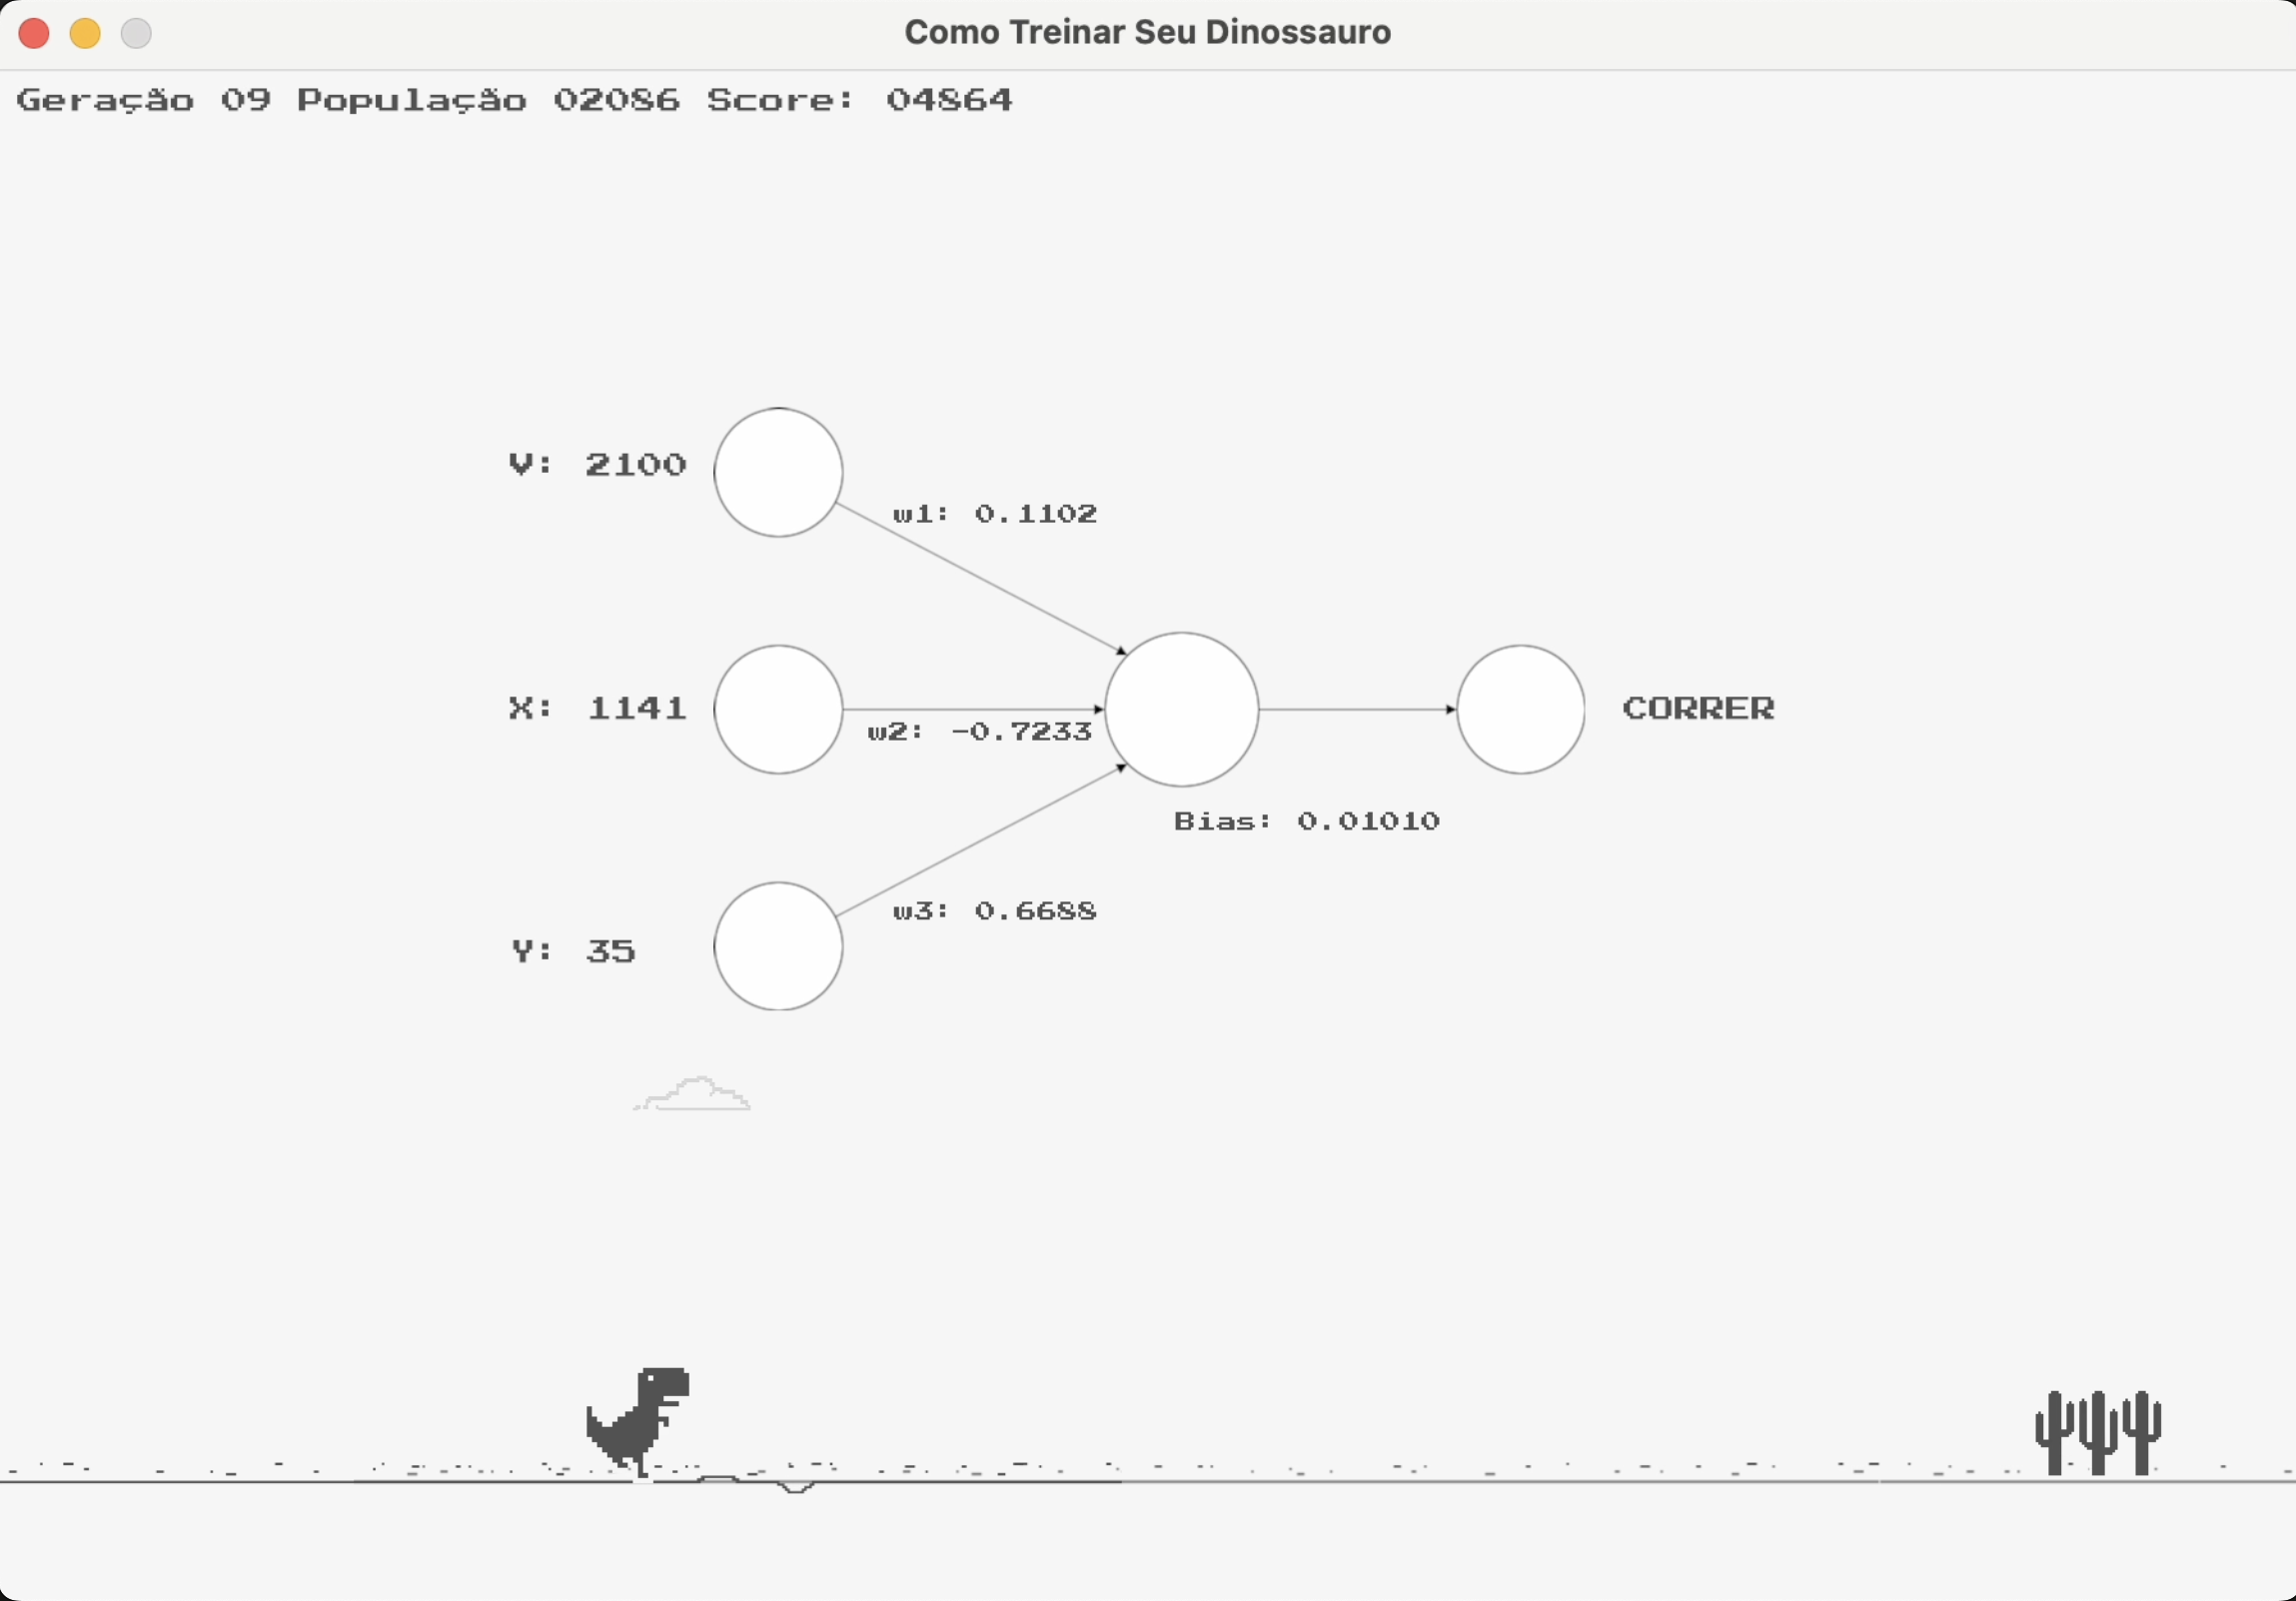 Como Treinar Seu Dinossauro
Geração 09 População 02086 Score: 04864
V: 2100
w1: 0.1102
X: 1141
w2: -0.7233
CORRER
Bias: 0.01010
w3: 0.6688
Y: 35